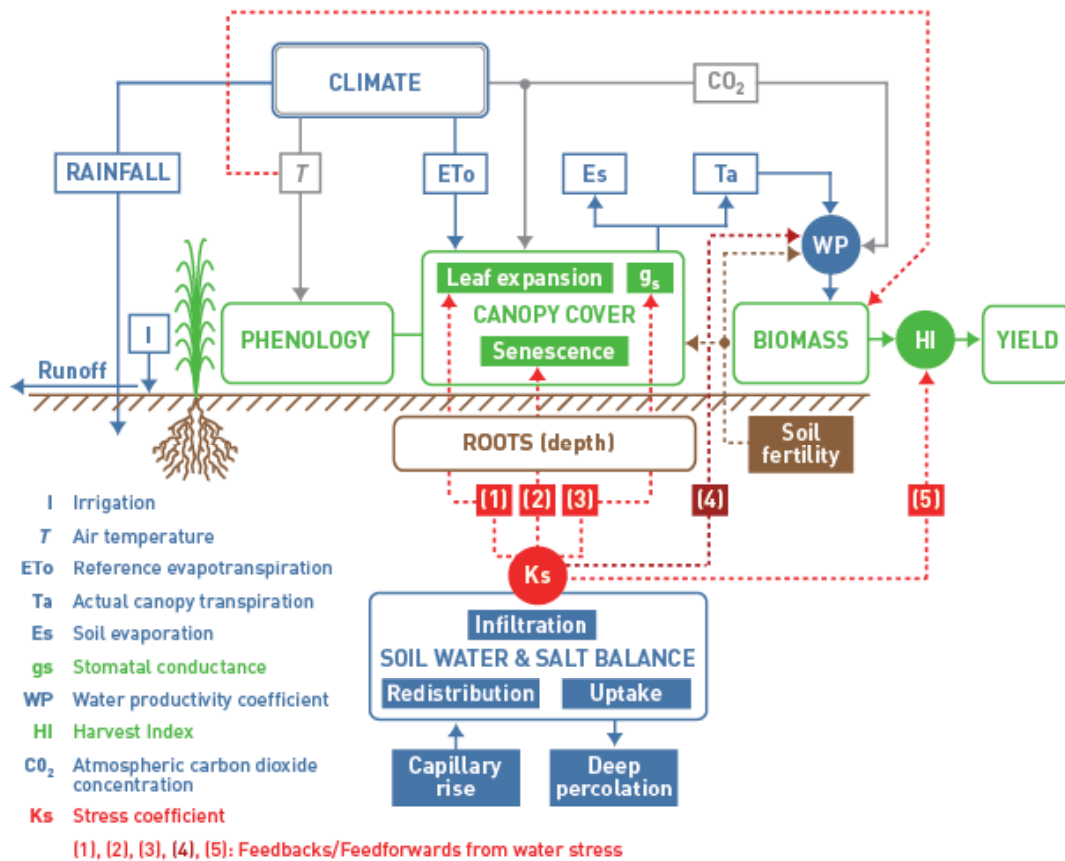 CLIMATE
CO₂
RAINFALL
T
ETo
Es
Ta
WP
Leaf expansion
gs
CANOPY COVER
Senescence
PHENOLOGY
BIOMASS
HI
YIELD
I
Runoff
ROOTS (depth)
Soil
fertility
(1)
(2)
(3)
(4)
(5)
Ks
Infiltration
SOIL WATER & SALT BALANCE
Redistribution
Uptake
Capillary
rise
Deep
percolation
I Irrigation
T Air temperature
ETo Reference evapotranspiration
Ta Actual canopy transpiration
Es Soil evaporation
gs Stomatal conductance
WP Water productivity coefficient
HI Harvest Index
CO₂ Atmospheric carbon dioxide
concentration
Ks Stress coefficient
(1), (2), (3), (4), (5): Feedbacks/Feedforwards from water stress